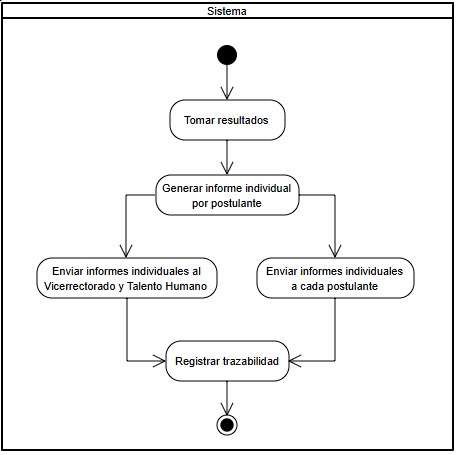 Sistema
Tomar resultados
Generar informe individual
por postulante
Enviar informes individuales al
Vicerrectorado y Talento Humano
Enviar informes individuales
a cada postulante
Registrar trazabilidad